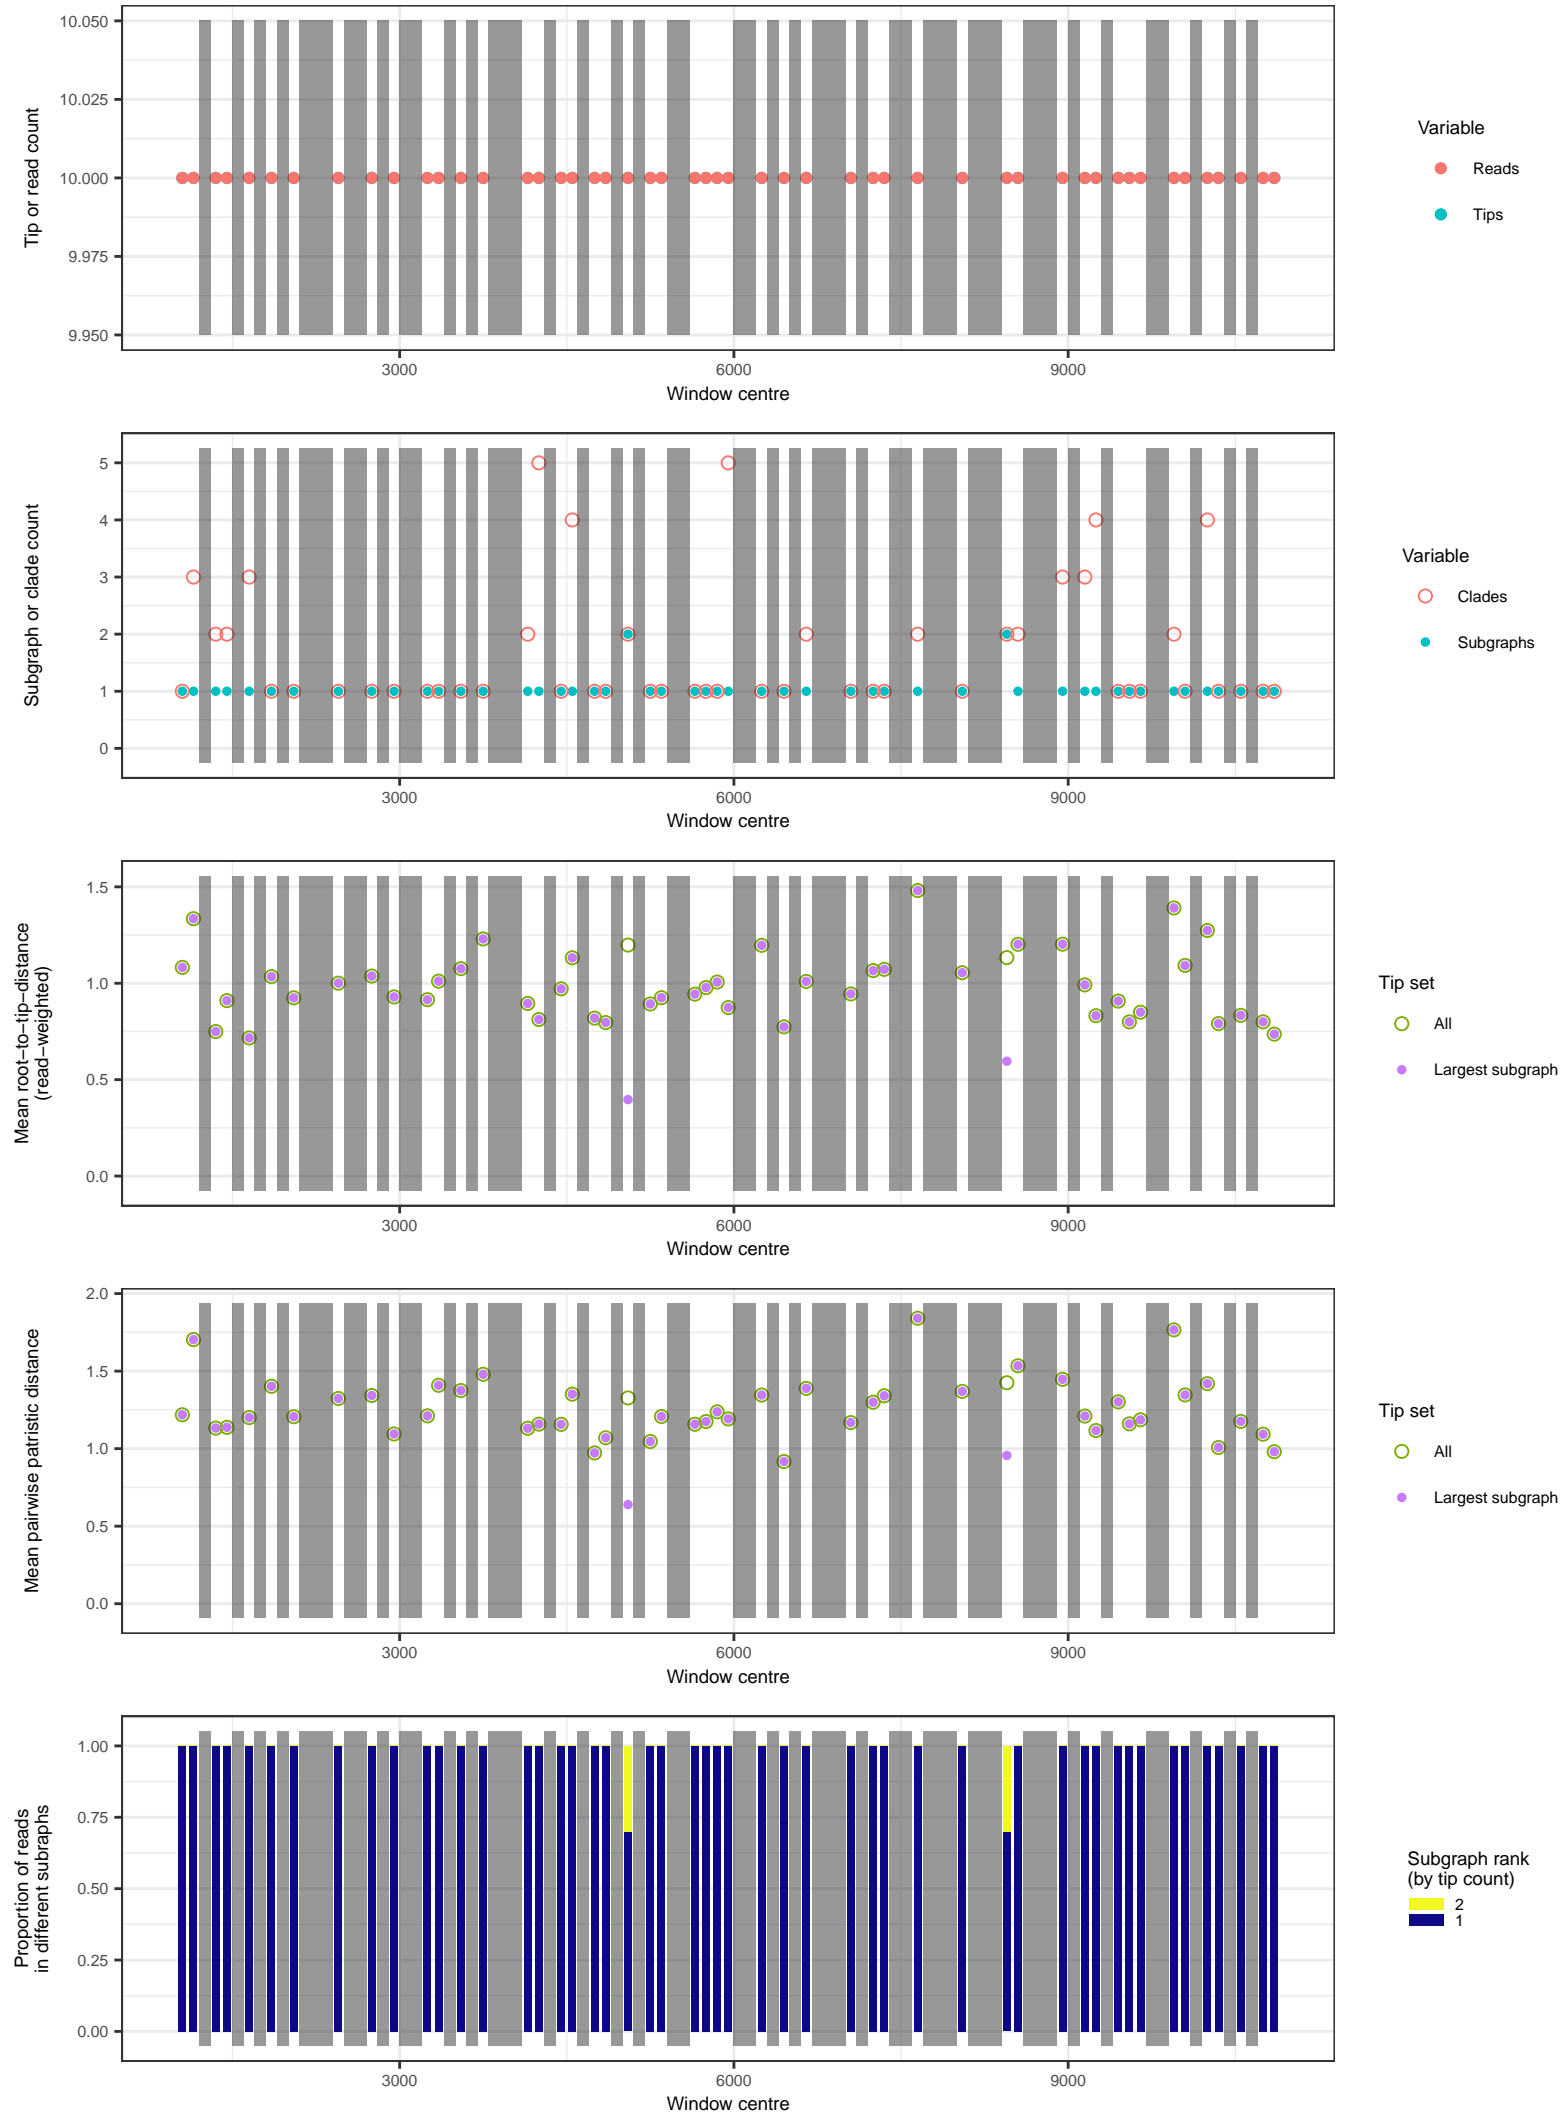 10.050
10.025
10.000
9.975
9.950
Tip or read count
3000 6000 9000
Window centre
Variable
Reads
Tips
5
4
3
2
1
0
Subgraph or clade count
3000 6000 9000
Window centre
Variable
Clades
Subgraphs
1.5
1.0
0.5
0.0
Mean root−to−tip−distance
(read−weighted)
3000 6000 9000
Window centre
Tip set
All
Largest subgraph
2.0
1.5
1.0
0.5
0.0
Mean pairwise patristic distance
3000 6000 9000
Window centre
Tip set
All
Largest subgraph
1.00
0.75
0.50
0.25
0.00
Proportion of reads
in different subraphs
3000 6000 9000
Window centre
Subgraph rank
(by tip count)
2
1